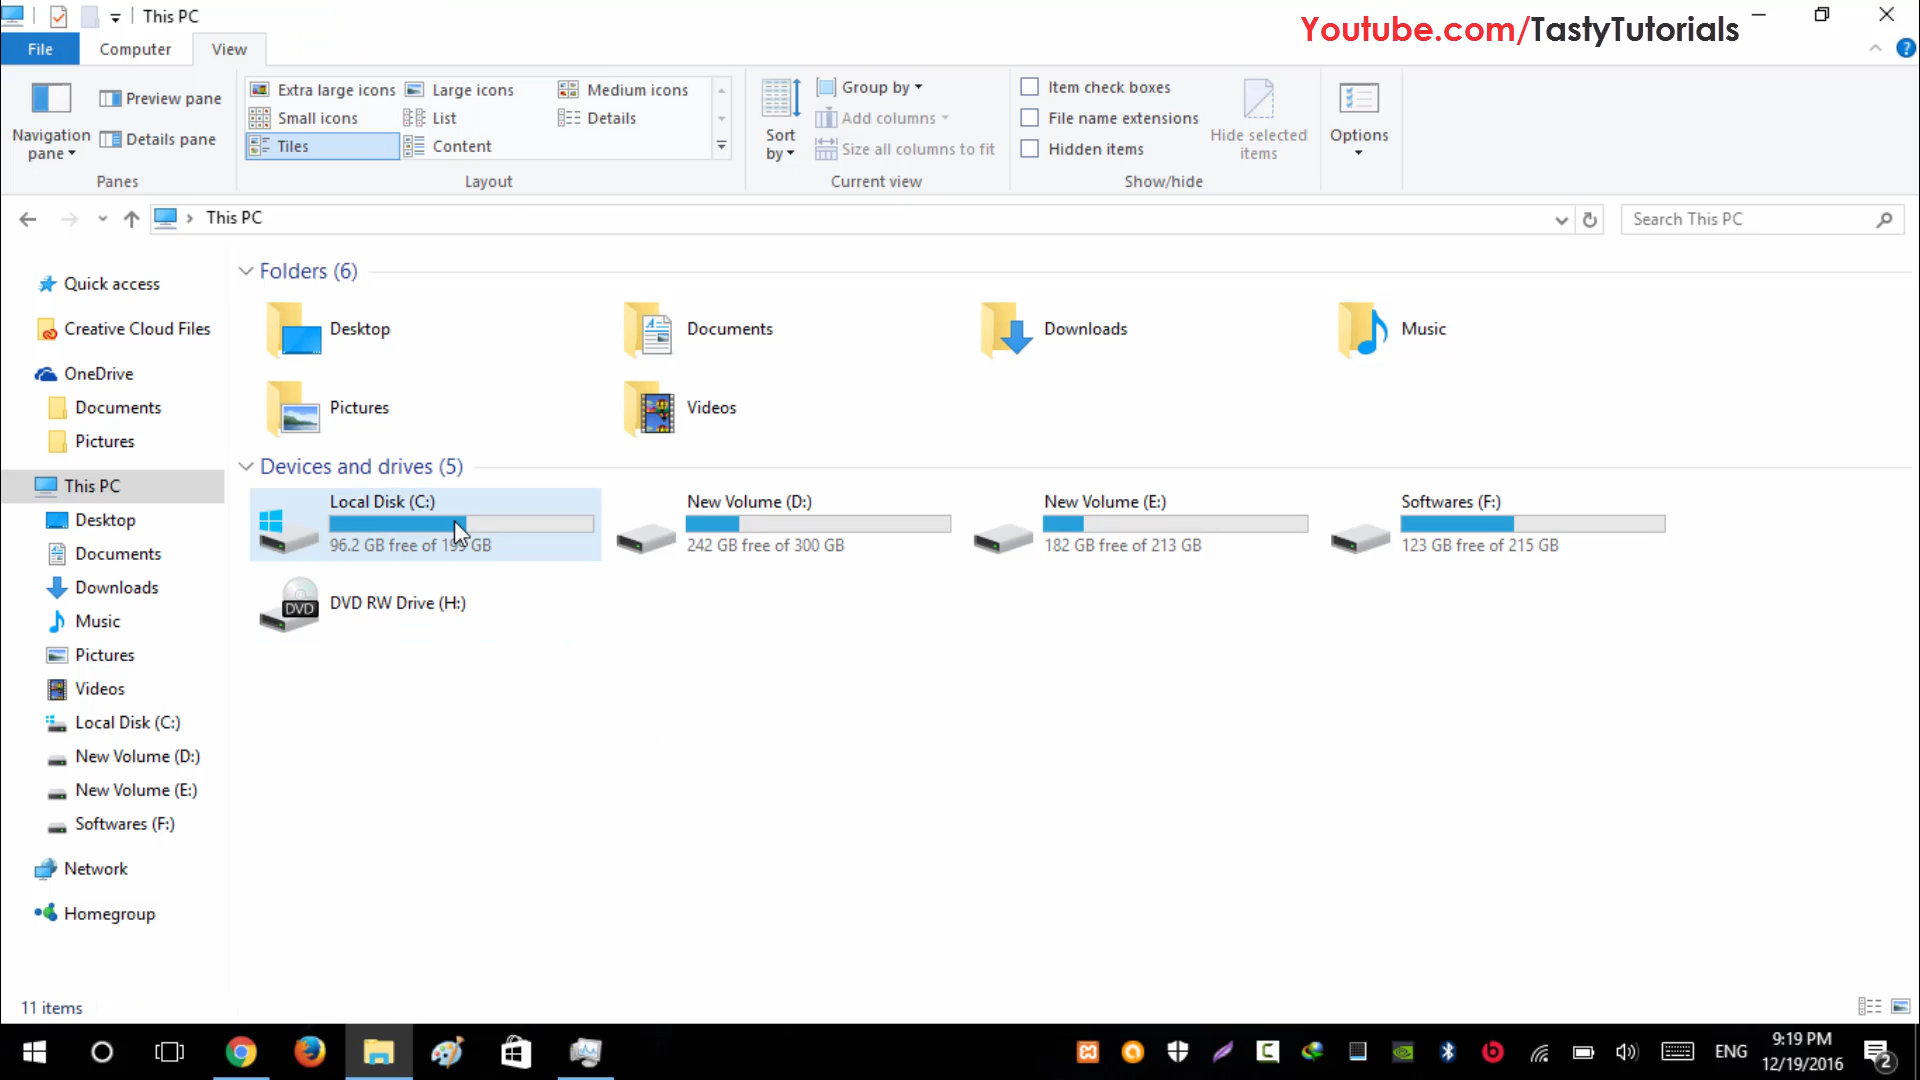 This PC
Youtube.com/TastyTutorials
File
Computer
View
Navigation pane
Preview pane
Details pane
Panes
Extra large icons
Large icons
Medium icons
Small icons
List
Details
Tiles
Content
Layout
Sort by
Group by
Add columns
Size all columns to fit
Current view
Item check boxes
File name extensions
Hidden items
Hide selected items
Show/hide
Options
This PC
Search This PC
Quick access
Creative Cloud Files
OneDrive
Documents
Pictures
This PC
Desktop
Documents
Downloads
Music
Pictures
Videos
Local Disk (C:)
New Volume (D:)
New Volume (E:)
Softwares (F:)
Network
Homegroup
Folders (6)
Desktop
Documents
Downloads
Music
Pictures
Videos
Devices and drives (5)
Local Disk (C:)
96.2 GB free of 199 GB
New Volume (D:)
242 GB free of 300 GB
New Volume (E:)
182 GB free of 213 GB
Softwares (F:)
123 GB free of 215 GB
DVD
DVD RW Drive (H:)
11 items
ENG
9:19 PM
12/19/2016
2